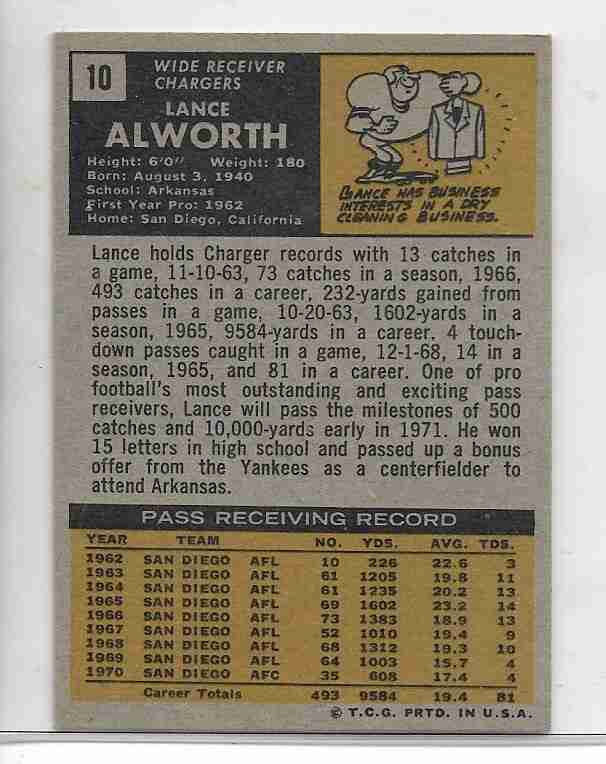 10
WIDE RECEIVER
CHARGERS
LANCE
ALWORTH
Height: 6'0" Weight: 180
Born: August 3, 1940
School: Arkansas
First Year Pro: 1962
Home: San Diego, California
LANCE HAS BUSINESS
INTERESTS IN A DRY
CLEANING BUSINESS.
Lance holds Charger records with 13 catches in
a game, 11-10-63, 73 catches in a season, 1966,
493 catches in a career, 232-yards gained from
passes in a game, 10-20-63, 1602-yards in a
season, 1965, 9584-yards in a career. 4 touch-
down passes caught in a game, 12-1-68, 14 in a
season, 1965, and 81 in a career. One of pro
football's most outstanding and exciting pass
receivers, Lance will pass the milestones of 500
catches and 10,000-yards early in 1971. He won
15 letters in high school and passed up a bonus
offer from the Yankees as a centerfielder to
attend Arkansas.
PASS RECEIVING RECORD
YEAR TEAM NO. YDS. AVG. TDS.
1962 SAN DIEGO AFL 10 226 22.6 3
1963 SAN DIEGO AFL 61 1205 19.8 11
1964 SAN DIEGO AFL 61 1235 20.2 13
1965 SAN DIEGO AFL 69 1602 23.2 14
1966 SAN DIEGO AFL 73 1383 18.9 13
1967 SAN DIEGO AFL 52 1010 19.4 9
1968 SAN DIEGO AFL 68 1312 19.3 10
1969 SAN DIEGO AFL 64 1003 15.7 4
1970 SAN DIEGO AFC 35 608 17.4 4
Career Totals 493 9584 19.4 81
© T.C.G. PRTD. IN U.S.A.